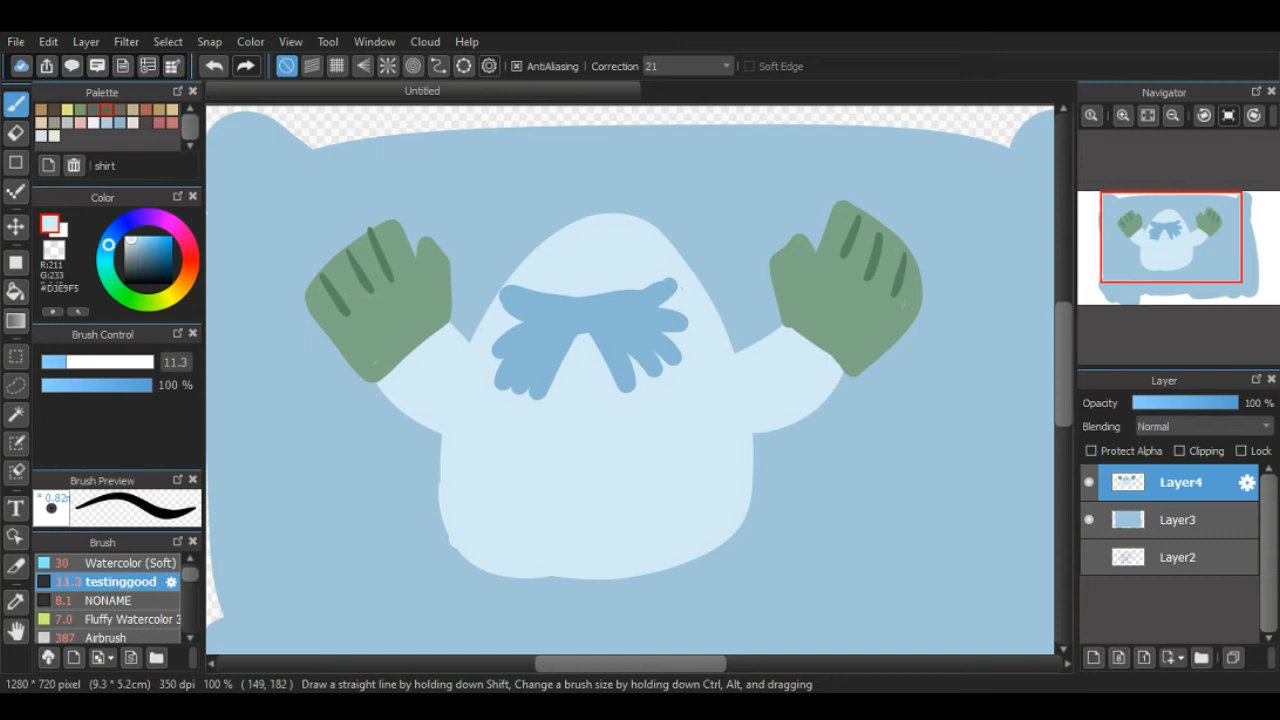 File Edit Layer Filter Select Snap Color View Tool Window Cloud Help
AntiAliasing Correction 21 Soft Edge
Palette
Untitled
Navigator
shirt
Color
R:211
G:233
#D3E9F5
Brush Control
11.3
100 %
Brush Preview
* 0.82m
Brush
30 Watercolor (Soft)
11.3 testinggood
8.1 NONAME
7.0 Fluffy Watercolor
387 Airbrush
Layer
Opacity 100 %
Blending Normal
Protect Alpha Clipping Lock
Layer4
Layer3
Layer2
1280 * 720 pixel (9.3 * 5.2cm) 350 dpi 100 % ( 149, 182 ) Draw a straight line by holding down Shift, Change a brush size by holding down Ctrl, Alt, and dragging